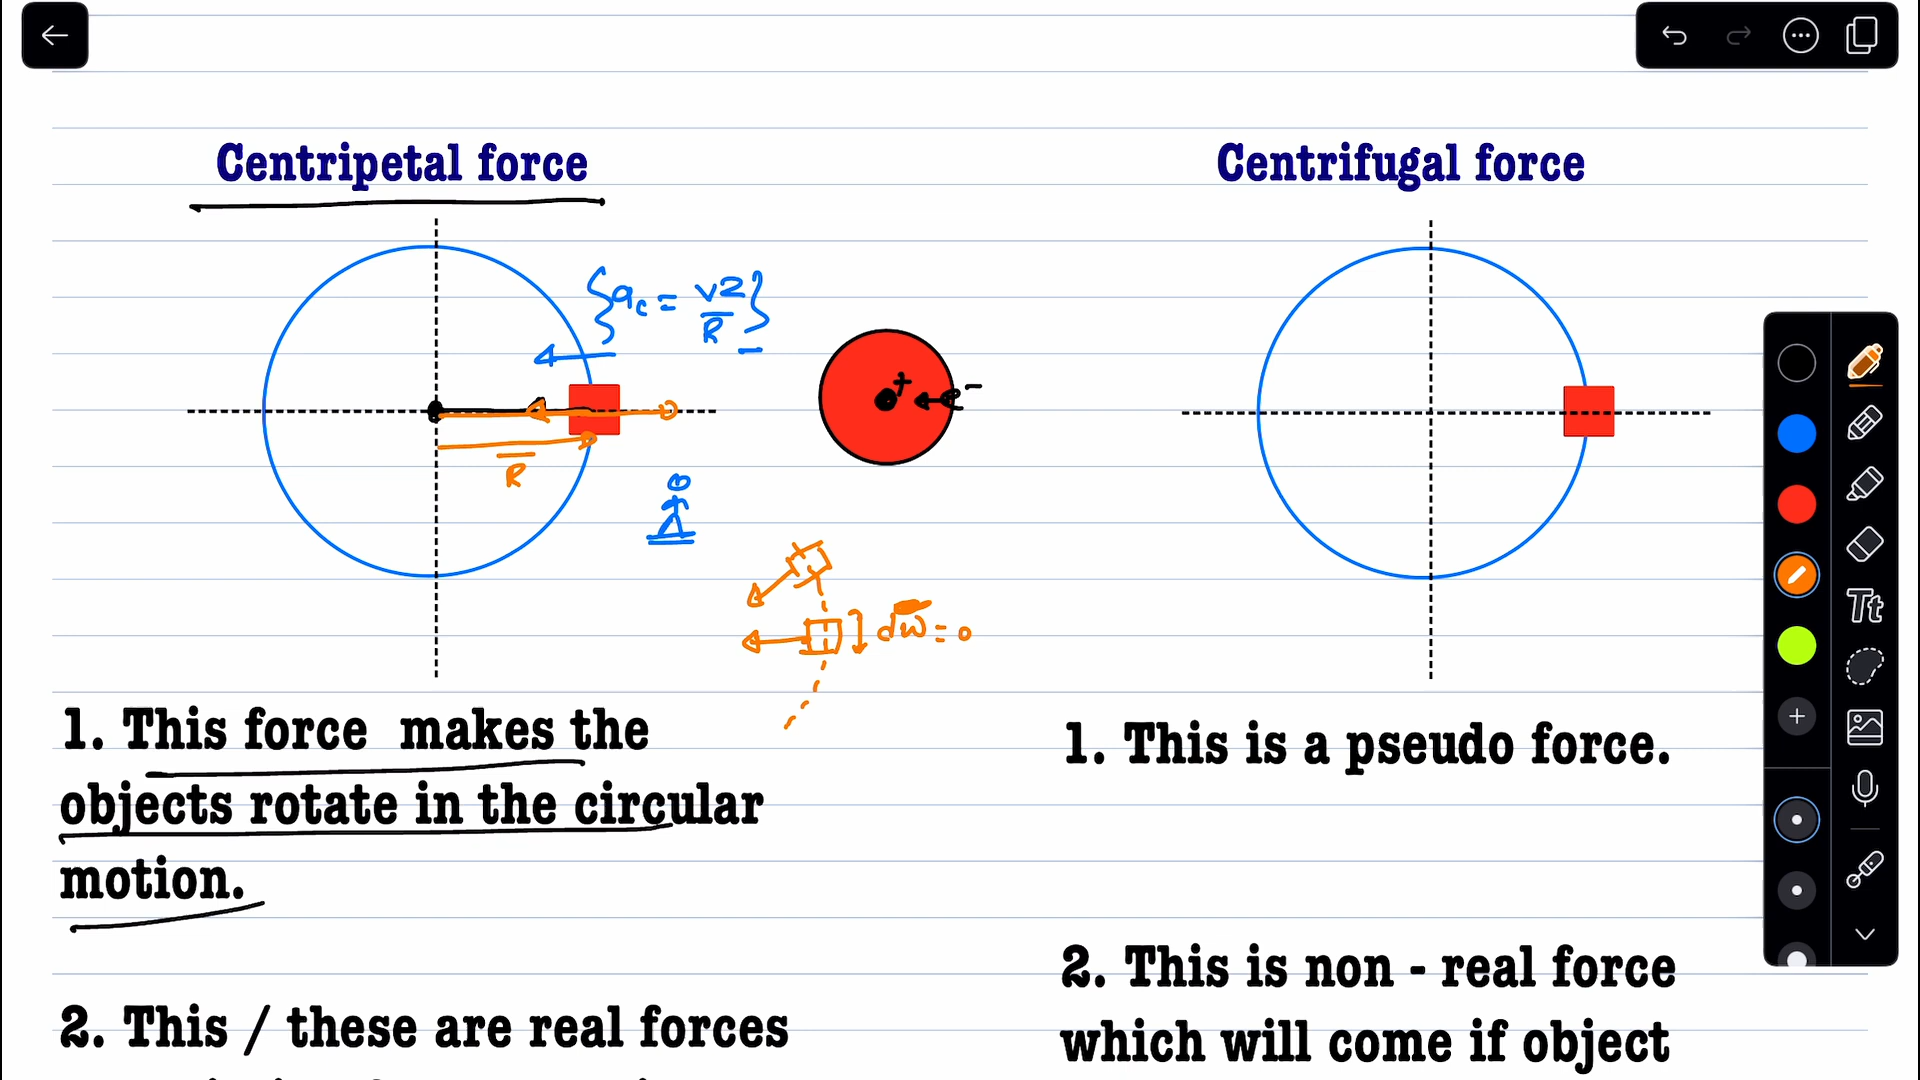 Centripetal force
Centrifugal force
{ac = v2/R}
+
e-
R
dw = 0
1. This force makes the
objects rotate in the circular
motion.
2. This / these are real forces
1. This is a pseudo force.
2. This is non - real force
which will come if object
Tt